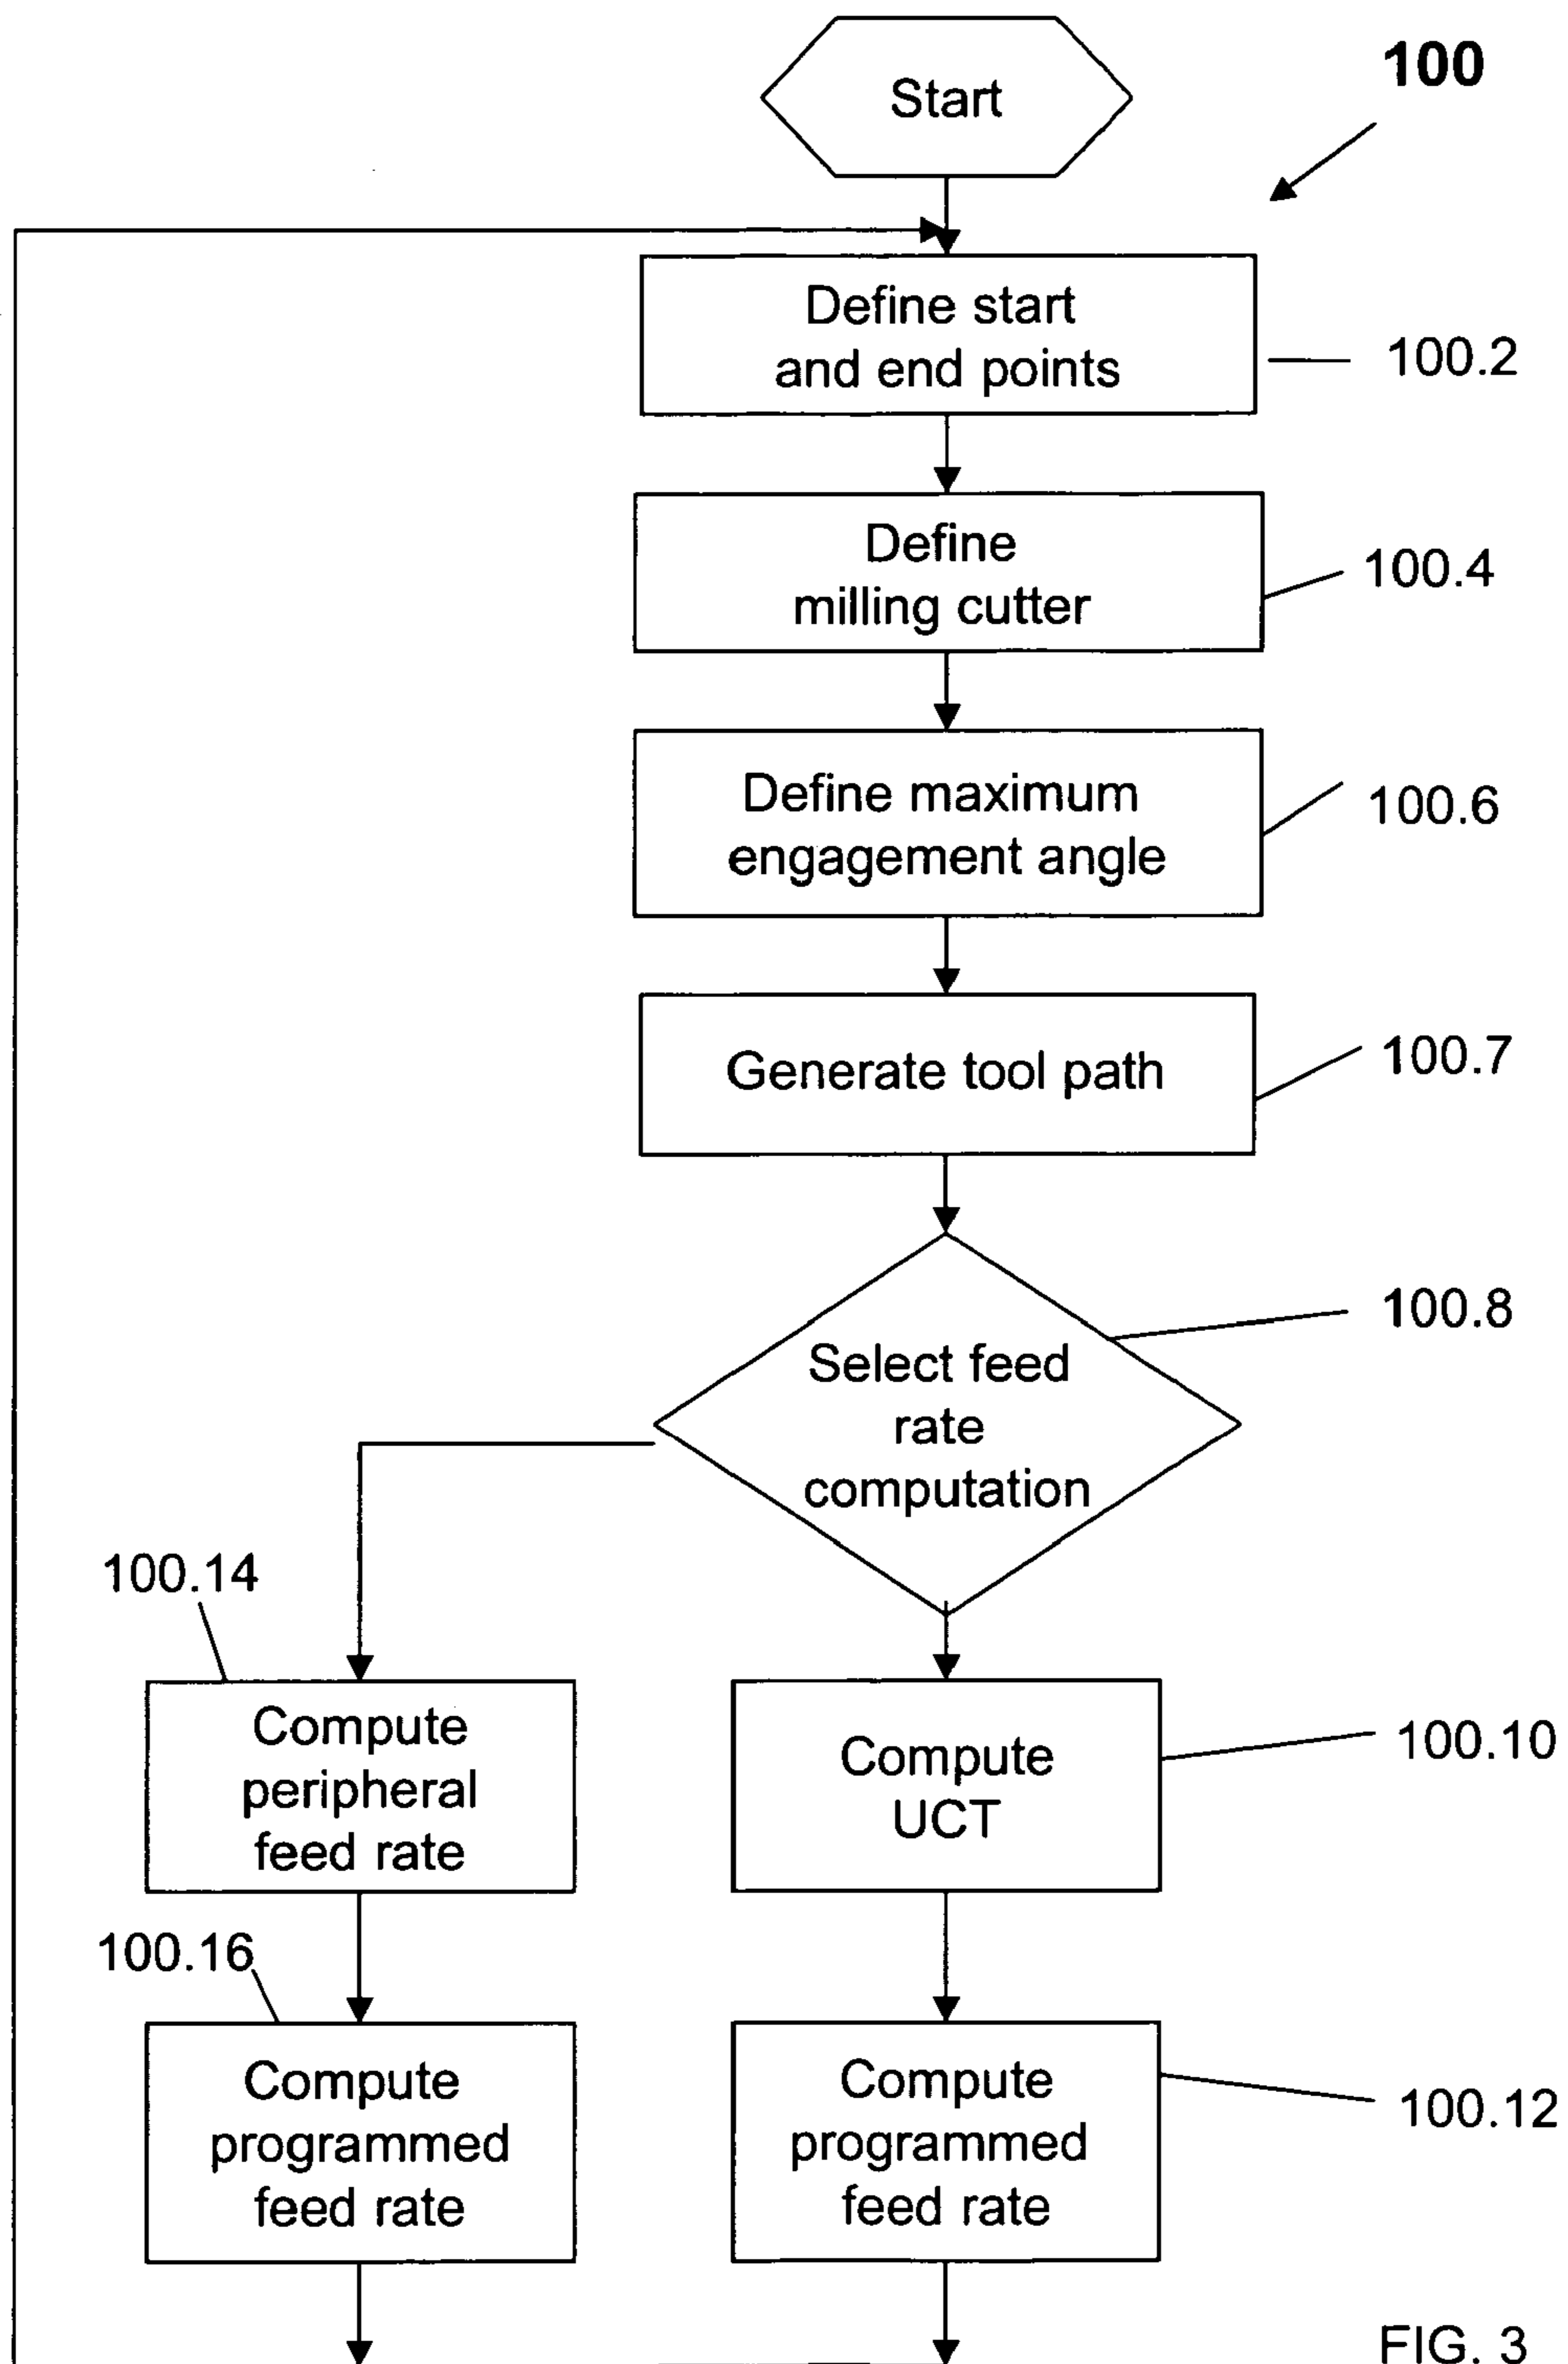 Start
100
Define start
and end points
100.2
Define
milling cutter
100.4
Define maximum
engagement angle
100.6
Generate tool path
100.7
Select feed
rate
computation
100.8
100.14
Compute
peripheral
feed rate
Compute
UCT
100.10
100.16
Compute
programmed
feed rate
Compute
programmed
feed rate
100.12
FIG. 3